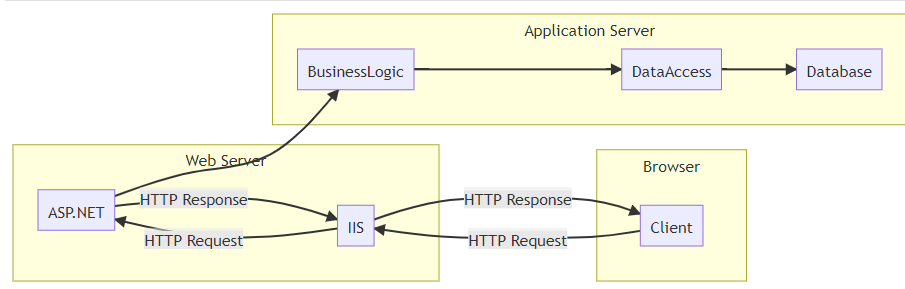 Application Server
BusinessLogic
DataAccess
Database
Web Server
Browser
ASP.NET
HTTP Response
IIS
HTTP Response
Client
HTTP Request
HTTP Request